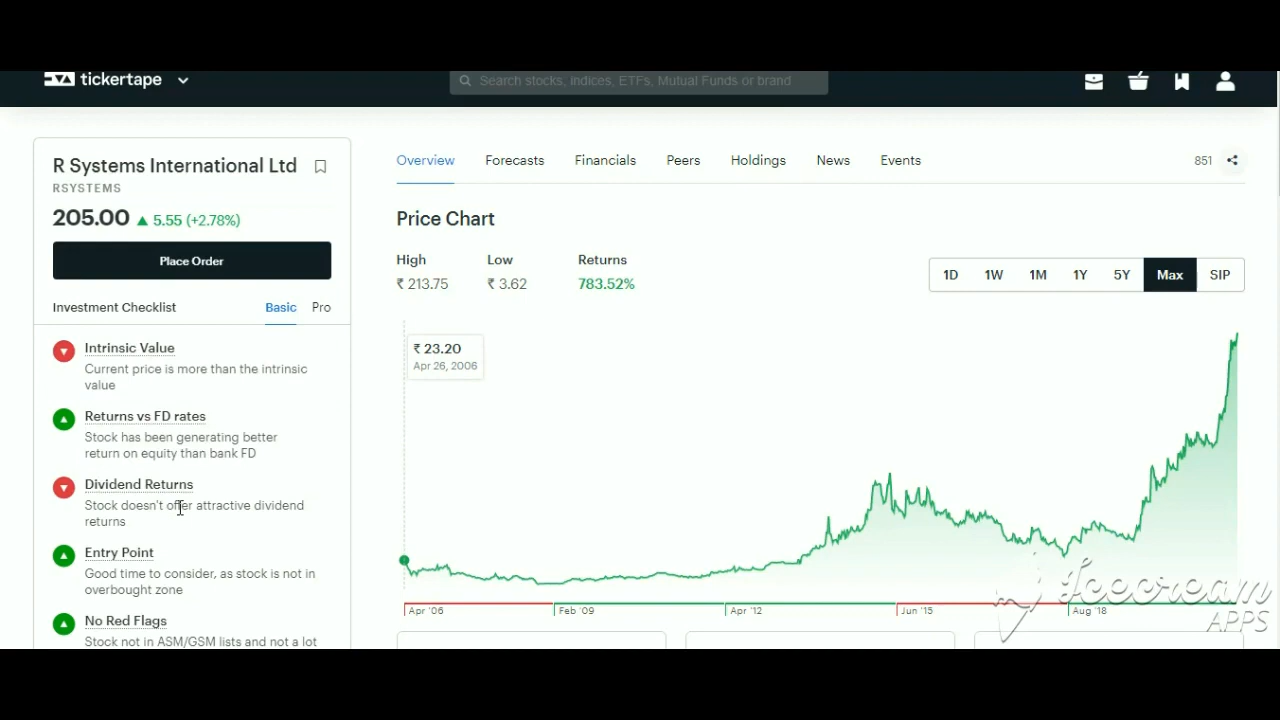 tickertape
Search stocks, indices, ETFs, Mutual Funds or brand
R Systems International Ltd
RSYSTEMS
205.00 ▲ 5.55 (+2.78%)
Place Order
Investment Checklist Basic Pro
Intrinsic Value
Current price is more than the intrinsic
value
Returns vs FD rates
Stock has been generating better
return on equity than bank FD
Dividend Returns
Stock doesn't offer attractive dividend
returns
Entry Point
Good time to consider, as stock is not in
overbought zone
No Red Flags
Stock not in ASM/GSM lists and not a lot
Overview Forecasts Financials Peers Holdings News Events 851
Price Chart
High Low Returns
₹ 213.75 ₹ 3.62 783.52%
1D 1W 1M 1Y 5Y Max SIP
₹ 23.20
Apr 26, 2006
Apr '06 Feb '09 Apr '12 Jun '15 Aug '18
Icecream
APPS